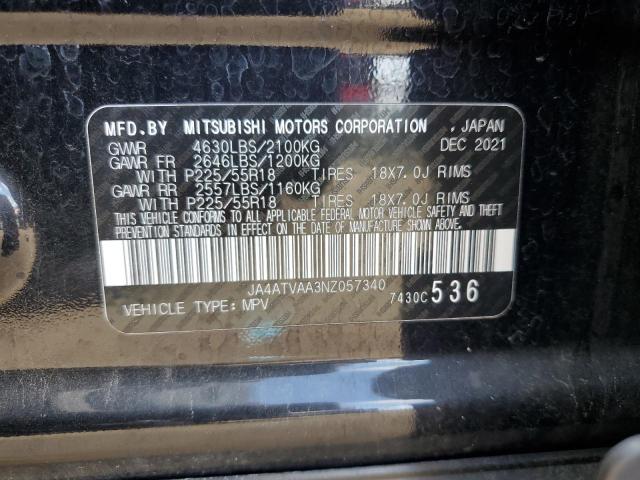 MFD.BY MITSUBISHI MOTORS CORPORATION , JAPAN
GVWR 4630LBS/2100KG DEC 2021
GAWR FR 2646LBS/1200KG
WITH P225/55R18 TIRES 18X7.0J RIMS
GAWR RR 2557LBS/1160KG
WITH P225/55R18 TIRES 18X7.0J RIMS
THIS VEHICLE CONFORMS TO ALL APPLICABLE FEDERAL MOTOR VEHICLE SAFETY AND THEFT
PREVENTION STANDARDS IN EFFECT ON THE DATE OF MANUFACTURE SHOWN ABOVE.
JA4ATVAA3NZ057340
VEHICLE TYPE: MPV 7430C 536